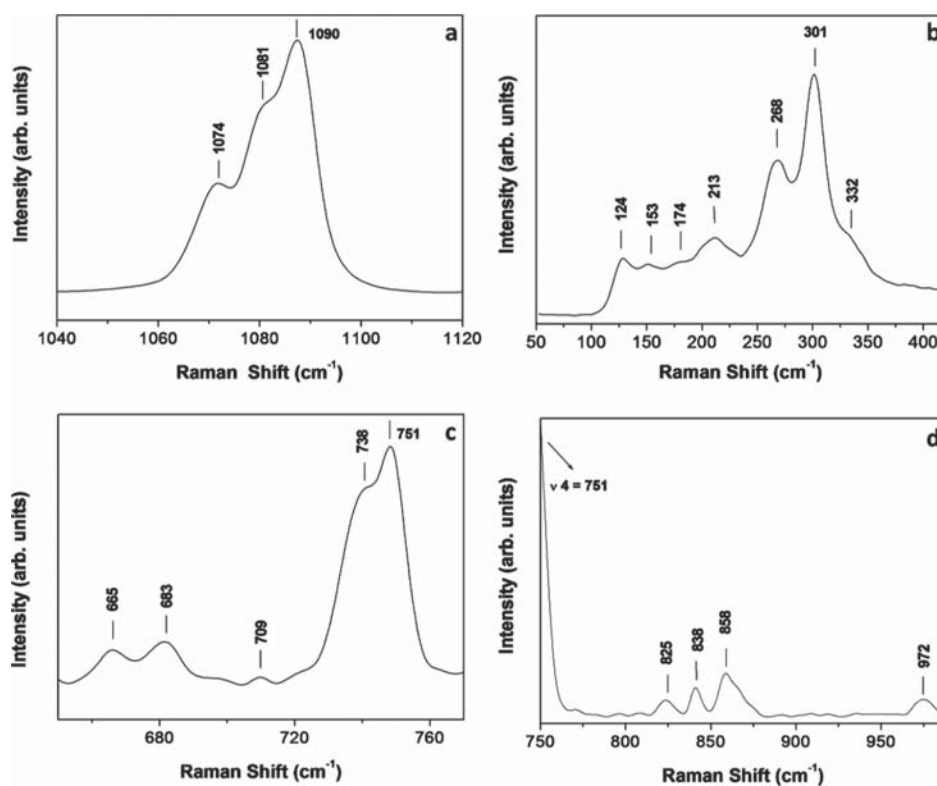 a
1090
1081
1074
Intensity (arb. units)
1040 1060 1080 1100 1120
Raman Shift (cm-1)
b
301
268
332
213
174
153
124
Intensity (arb. units)
50 100 150 200 250 300 350 400
Raman Shift (cm-1)
c
751
738
709
683
665
Intensity (arb. units)
680 720 760
Raman Shift (cm-1)
d
ν 4 = 751
825
838
858
972
Intensity (arb. units)
750 800 850 900 950
Raman Shift (cm-1)